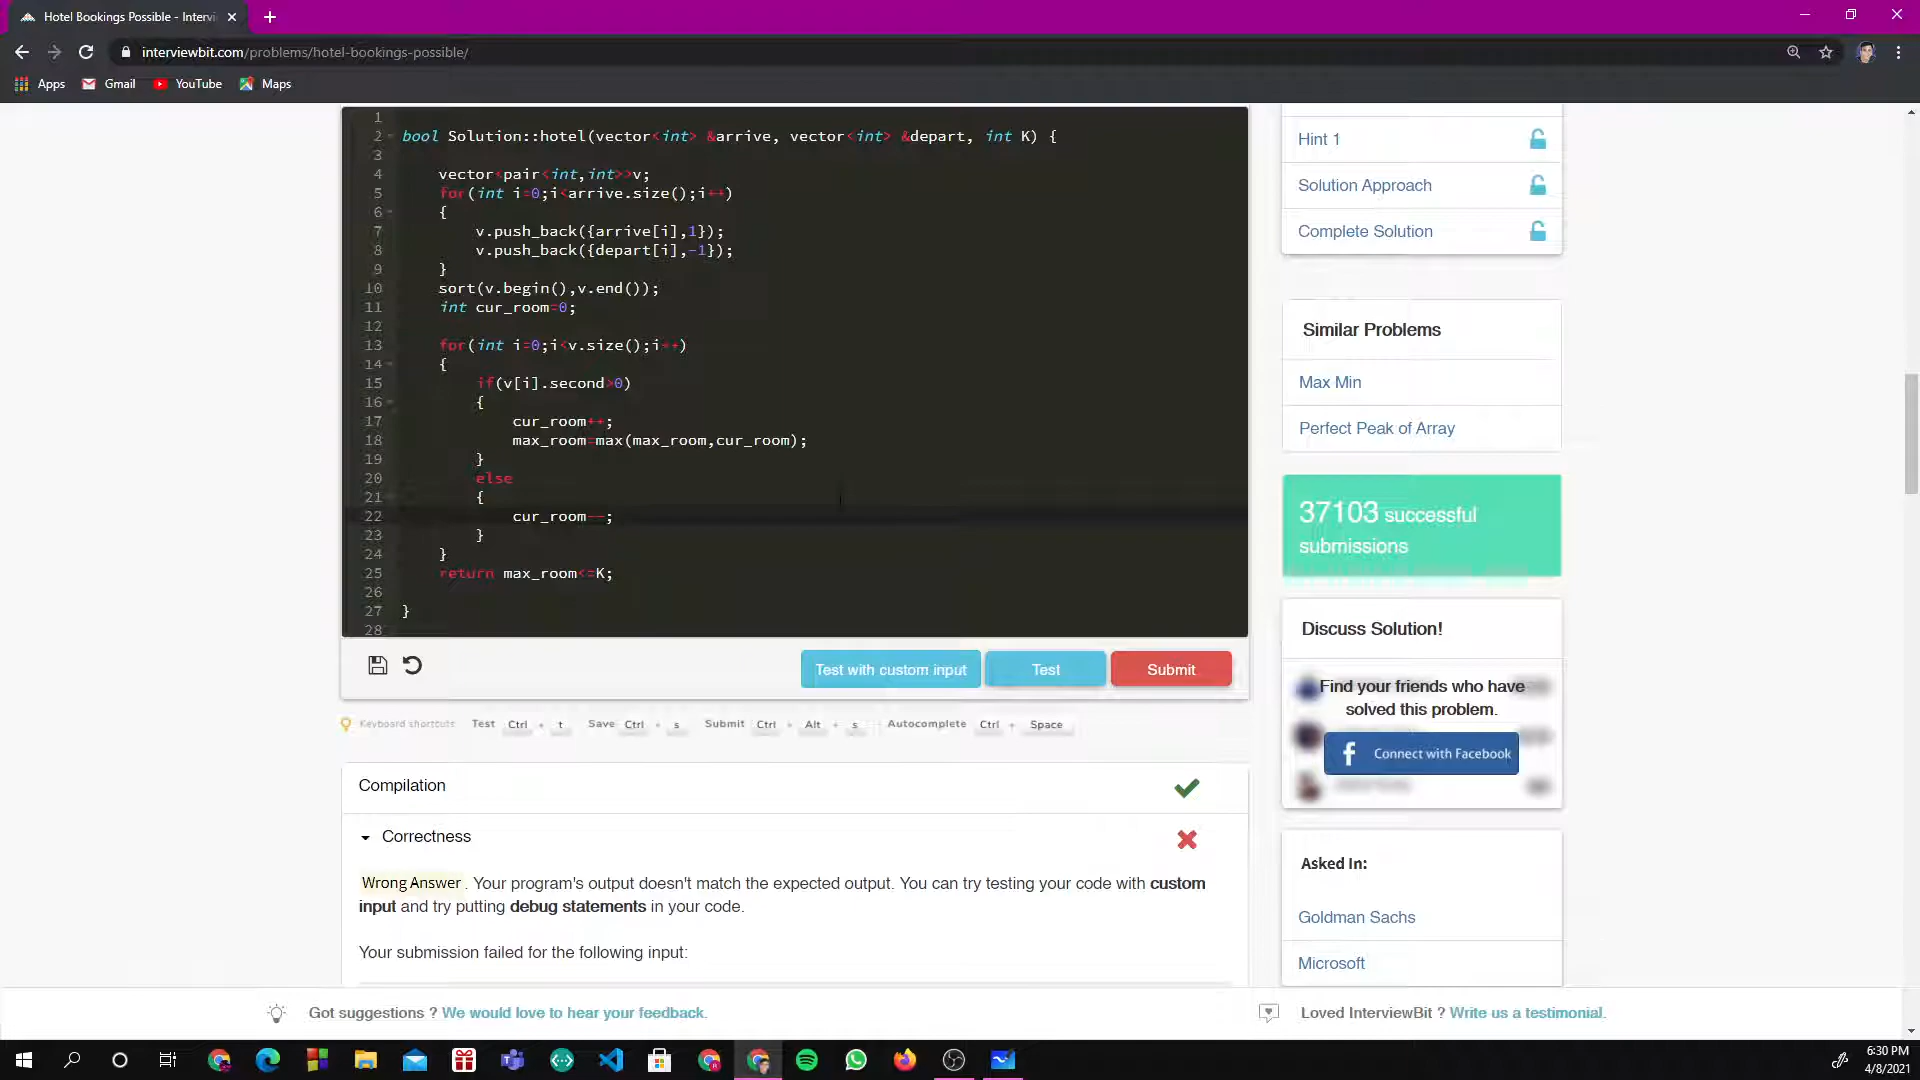 Hotel Bookings Possible - Intervi
interviewbit.com/problems/hotel-bookings-possible/
Apps Gmail YouTube Maps
1
2 bool Solution::hotel(vector<int> &arrive, vector<int> &depart, int K) {
3
4 vector<pair<int,int>>v;
5 for(int i=0;i<arrive.size();i++)
6 {
7 v.push_back({arrive[i],1});
8 v.push_back({depart[i],-1});
9 }
10 sort(v.begin(),v.end());
11 int cur_room=0;
12
13 for(int i=0;i<v.size();i++)
14 {
15 if(v[i].second>0)
16 {
17 cur_room++;
18 max_room=max(max_room,cur_room);
19 }
20 else
21 {
22 cur_room--;
23 }
24 }
25 return max_room<=K;
26
27 }
28
Test with custom input Test Submit
Keyboard shortcuts: Test Ctrl + t Save Ctrl + s Submit Ctrl + Alt + s Autocomplete Ctrl + Space
Compilation
Correctness
Wrong Answer. Your program's output doesn't match the expected output. You can try testing your code with custom
input and try putting debug statements in your code.
Your submission failed for the following input:
Hint 1
Solution Approach
Complete Solution
Similar Problems
Max Min
Perfect Peak of Array
37103 successful
submissions
Discuss Solution!
Find your friends who have
solved this problem.
Connect with Facebook
Asked In:
Goldman Sachs
Microsoft
Got suggestions ? We would love to hear your feedback.
Loved InterviewBit ? Write us a testimonial.
6:30 PM
4/8/2021